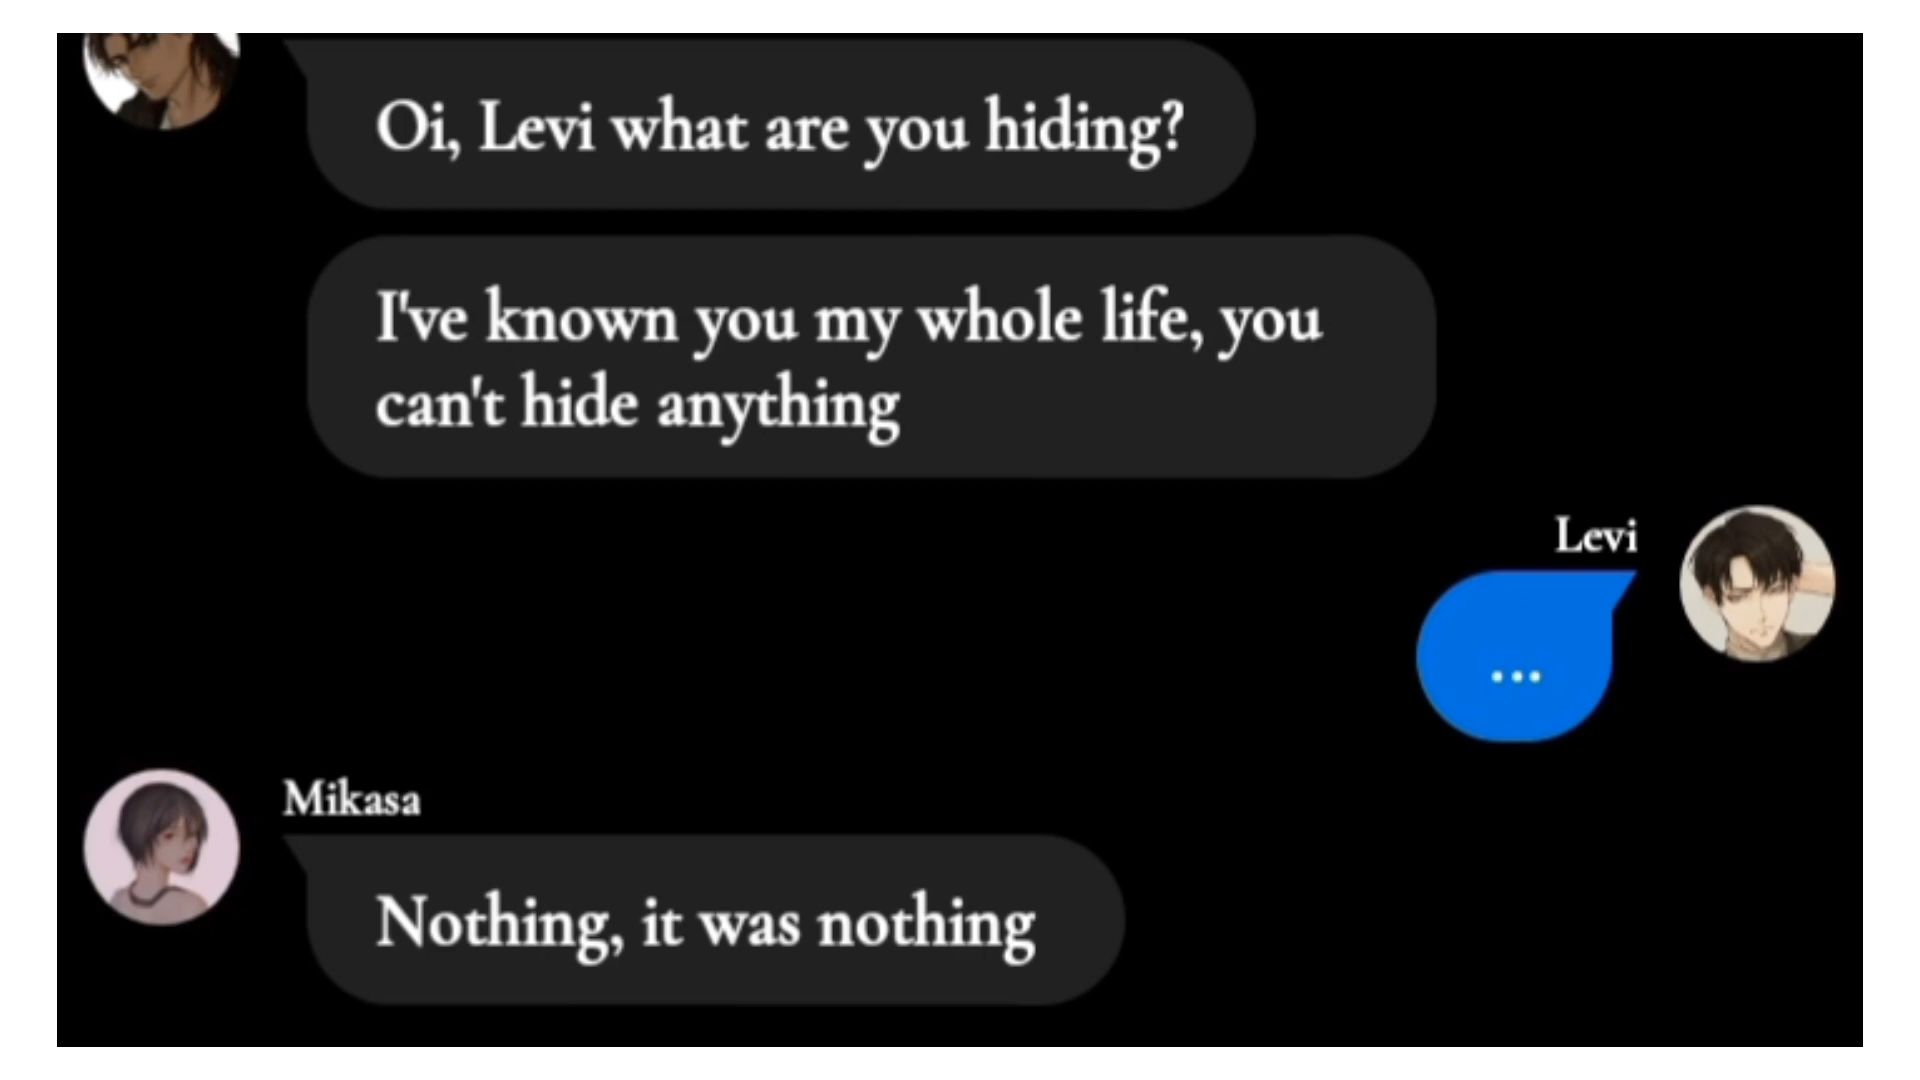 Oi, Levi what are you hiding?
I've known you my whole life, you
can't hide anything
Levi
...
Mikasa
Nothing, it was nothing